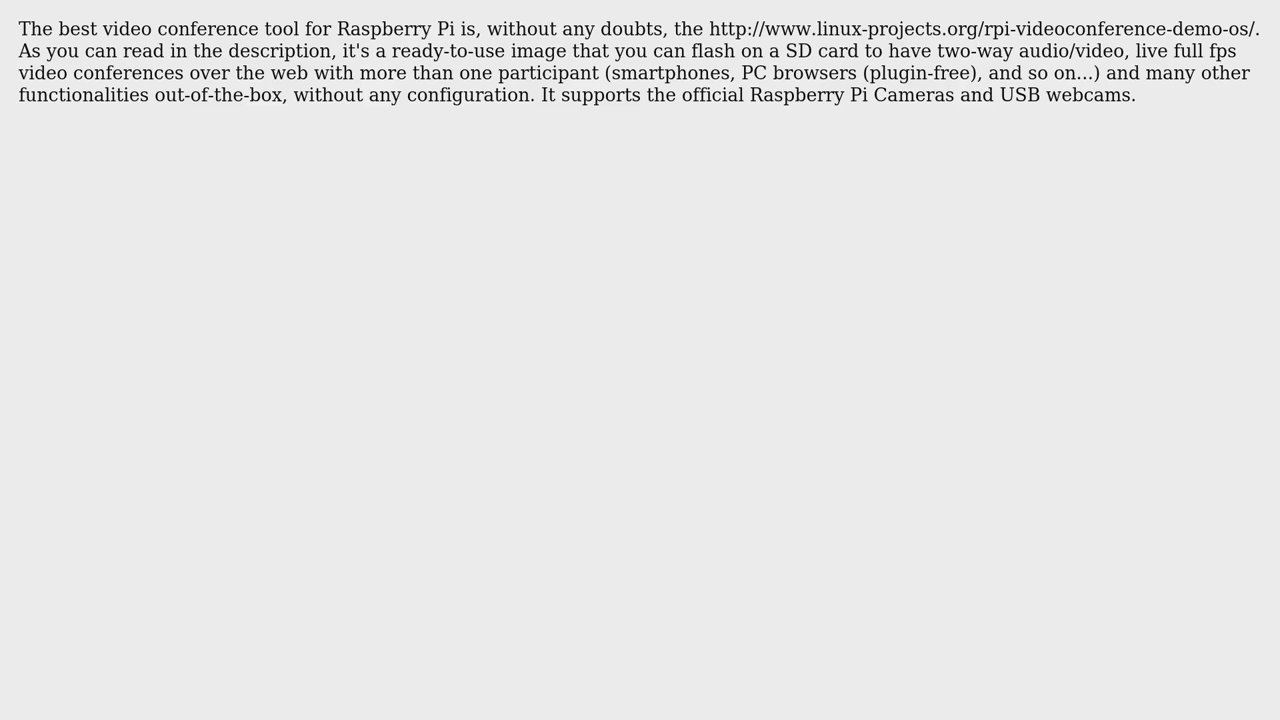 The best video conference tool for Raspberry Pi is, without any doubts, the http://www.linux-projects.org/rpi-videoconference-demo-os/.
As you can read in the description, it's a ready-to-use image that you can flash on a SD card to have two-way audio/video, live full fps
video conferences over the web with more than one participant (smartphones, PC browsers (plugin-free), and so on...) and many other
functionalities out-of-the-box, without any configuration. It supports the official Raspberry Pi Cameras and USB webcams.